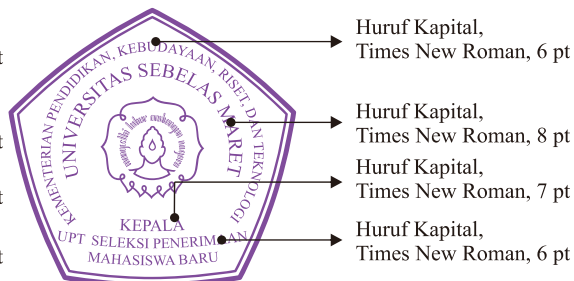 KEMENTERIAN PENDIDIKAN, KEBUDAYAAN, RISET, DAN TEKNOLOGI
UNIVERSITAS SEBELAS MARET
KEPALA
UPT SELEKSI PENERIMAAN
MAHASISWA BARU
Huruf Kapital,
Times New Roman, 6 pt
Huruf Kapital,
Times New Roman, 8 pt
Huruf Kapital,
Times New Roman, 7 pt
Huruf Kapital,
Times New Roman, 6 pt
t
t
t
t